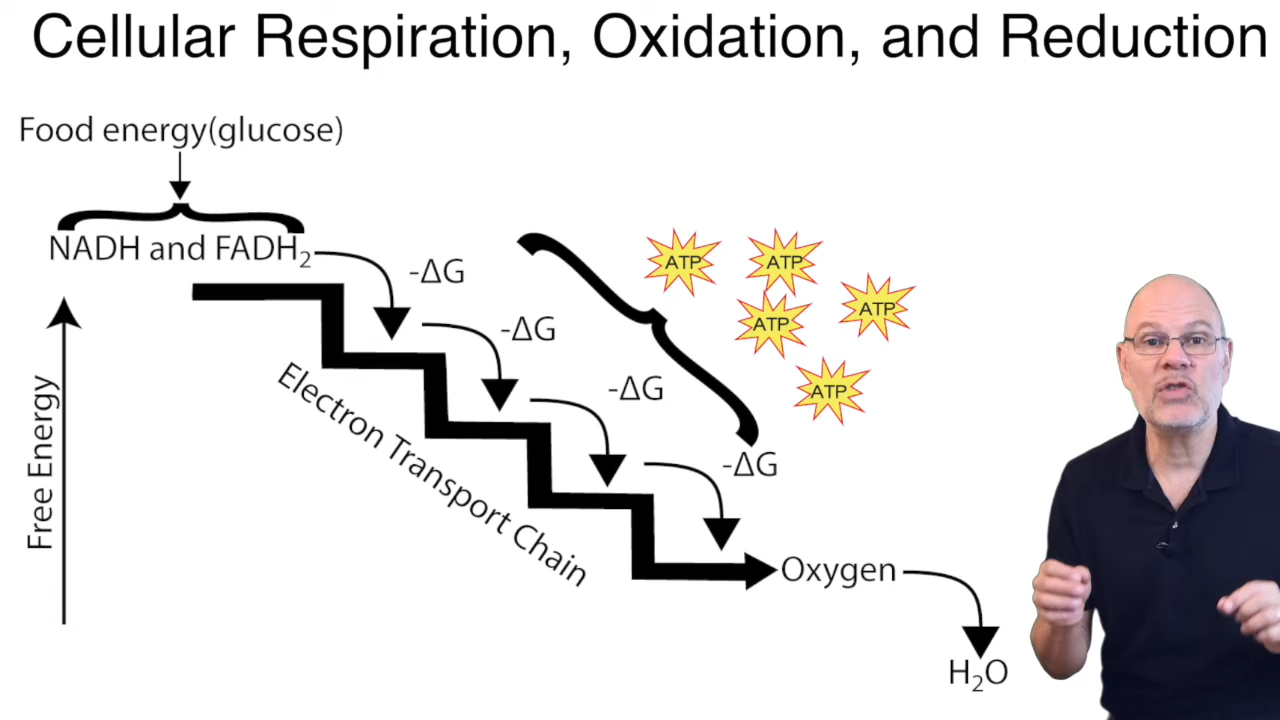 Cellular Respiration, Oxidation, and Reduction
Food energy(glucose)
NADH and FADH₂
-ΔG
-ΔG
-ΔG
-ΔG
ATP
ATP
ATP
ATP
ATP
Free Energy
Electron Transport Chain
Oxygen
H₂O